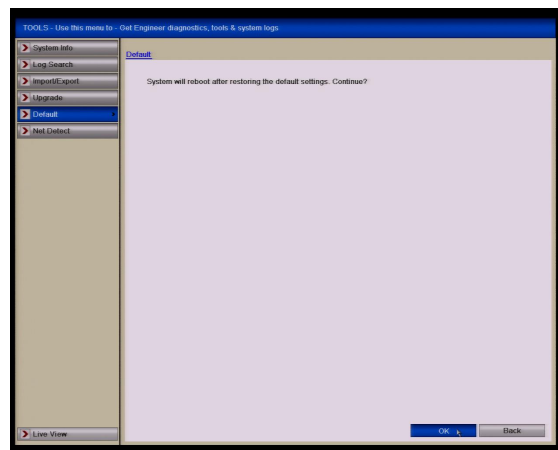 TOOLS - Use this menu to - Get Engineer diagnostics, tools & system logs
System Info
Log Search
Import/Export
Upgrade
Default
Net Detect
Default
System will reboot after restoring the default settings. Continue?
OK
Back
Live View